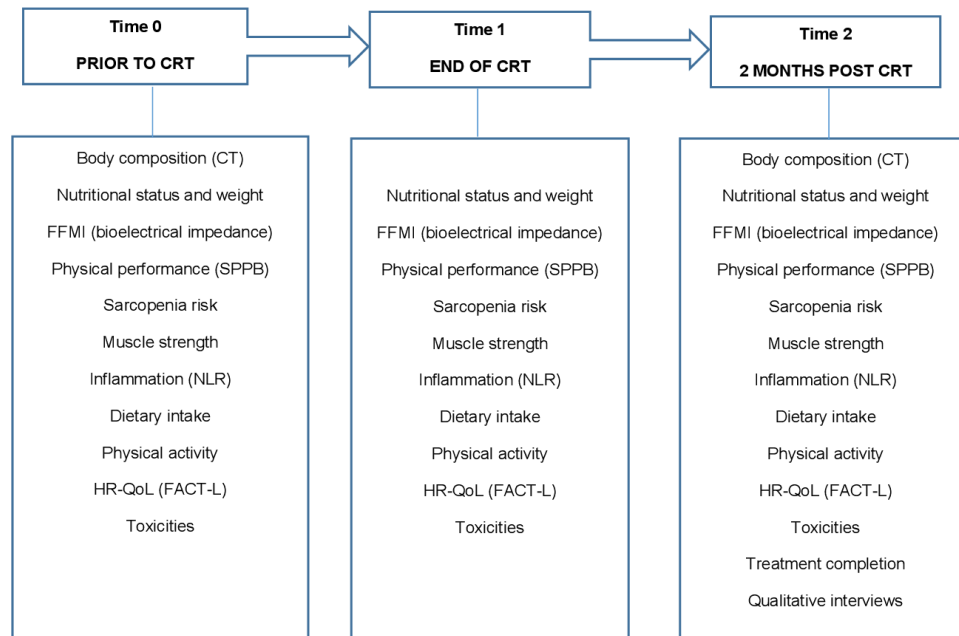 Time 0
PRIOR TO CRT
Time 1
END OF CRT
Time 2
2 MONTHS POST CRT
Body composition (CT)
Nutritional status and weight
FFMI (bioelectrical impedance)
Physical performance (SPPB)
Sarcopenia risk
Muscle strength
Inflammation (NLR)
Dietary intake
Physical activity
HR-QoL (FACT-L)
Toxicities
Nutritional status and weight
FFMI (bioelectrical impedance)
Physical performance (SPPB)
Sarcopenia risk
Muscle strength
Inflammation (NLR)
Dietary intake
Physical activity
HR-QoL (FACT-L)
Toxicities
Body composition (CT)
Nutritional status and weight
FFMI (bioelectrical impedance)
Physical performance (SPPB)
Sarcopenia risk
Muscle strength
Inflammation (NLR)
Dietary intake
Physical activity
HR-QoL (FACT-L)
Toxicities
Treatment completion
Qualitative interviews